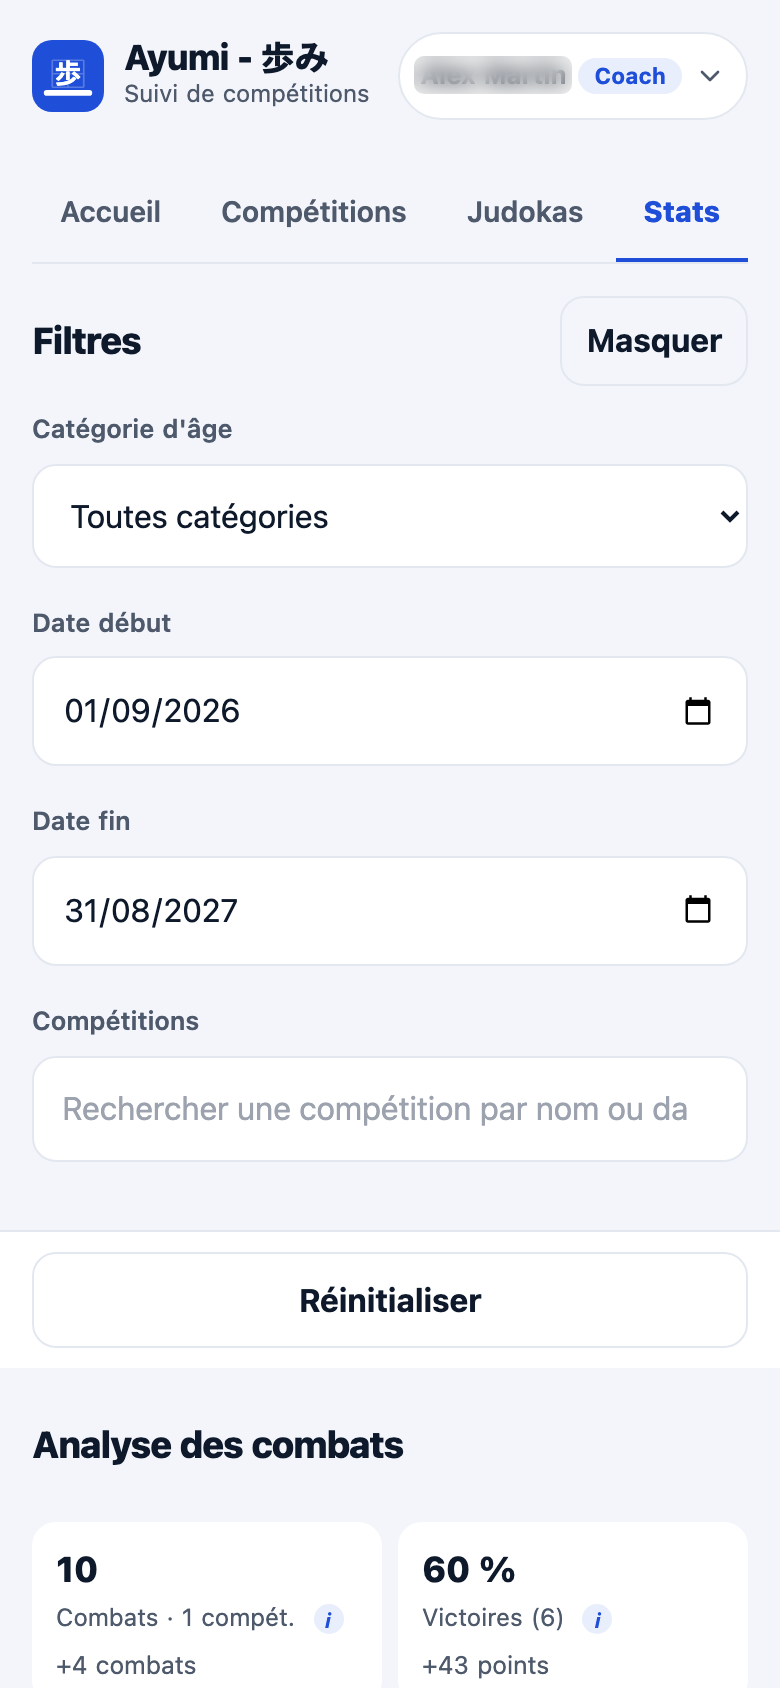 歩
Ayumi - 歩み
Suivi de compétitions
Coach
Accueil
Compétitions
Judokas
Stats
Filtres
Masquer
Catégorie d'âge
Toutes catégories
Date début
01/09/2026
Date fin
31/08/2027
Compétitions
Rechercher une compétition par nom ou da
Réinitialiser
Analyse des combats
10
Combats · 1 compét. i
+4 combats
60 %
Victoires (6) i
+43 points